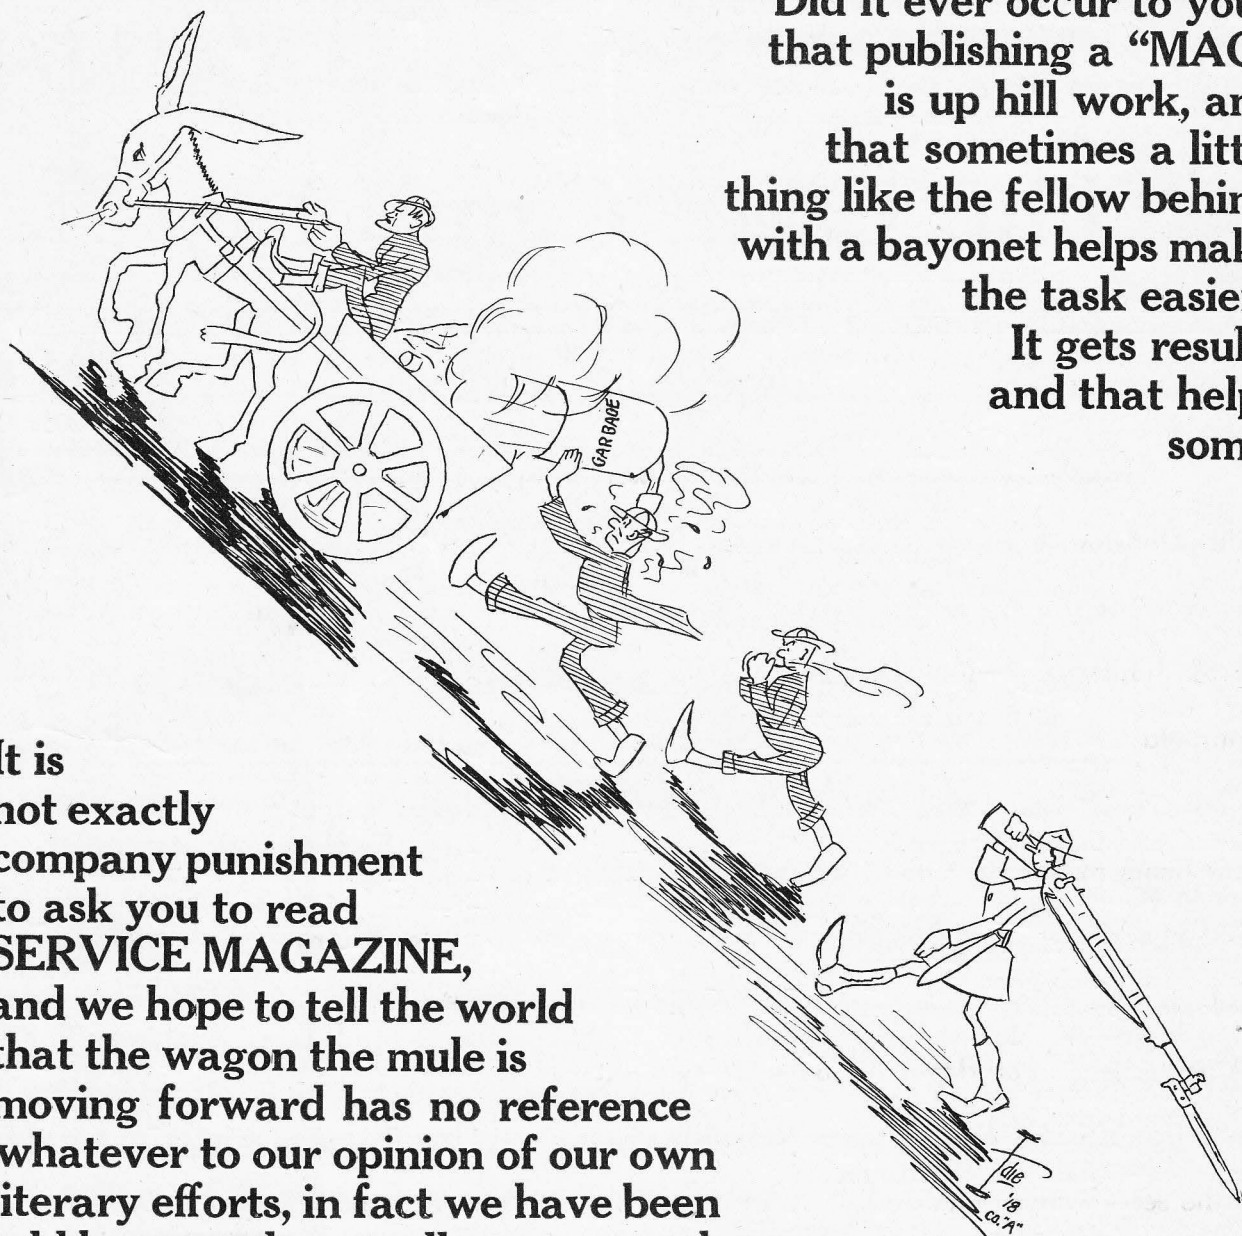 Did it ever occur to you
that publishing a “MAG
is up hill work, an
that sometimes a litt
thing like the fellow behin
with a bayonet helps mak
the task easier
It gets resul
and that help
som
GARBAGE
It is
not exactly
company punishment
to ask you to read
SERVICE MAGAZINE,
and we hope to tell the world
that the wagon the mule is
moving forward has no reference
whatever to our opinion of our own
literary efforts, in fact we have been
'18
Co. "A"